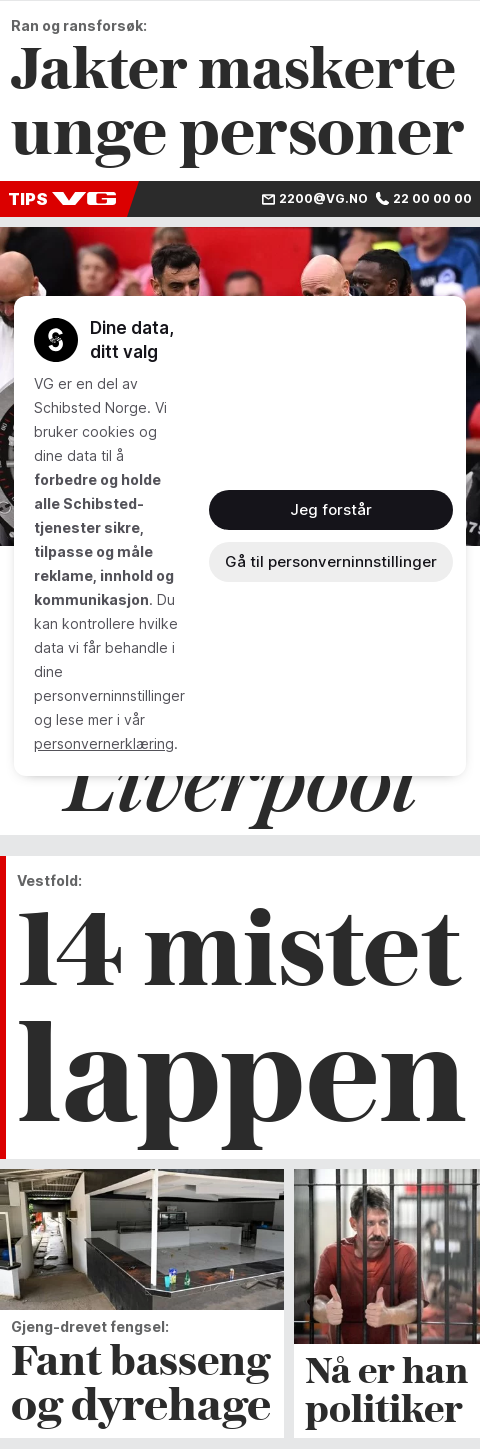 Ran og ransforsøk:
Jakter maskerte
unge personer
TIPS VG
2200@VG.NO 22 00 00 00
Dine data,
ditt valg
VG er en del av
Schibsted Norge. Vi
bruker cookies og
dine data til å
forbedre og holde
alle Schibsted-
tjenester sikre,
tilpasse og måle
reklame, innhold og
kommunikasjon. Du
kan kontrollere hvilke
data vi får behandle i
dine
personverninnstillinger
og lese mer i vår
personvernerklæring.
Jeg forstår
Gå til personverninnstillinger
Liverpool
Vestfold:
14 mistet
lappen
Gjeng-drevet fengsel:
Fant basseng
og dyrehage
Nå er han
politiker